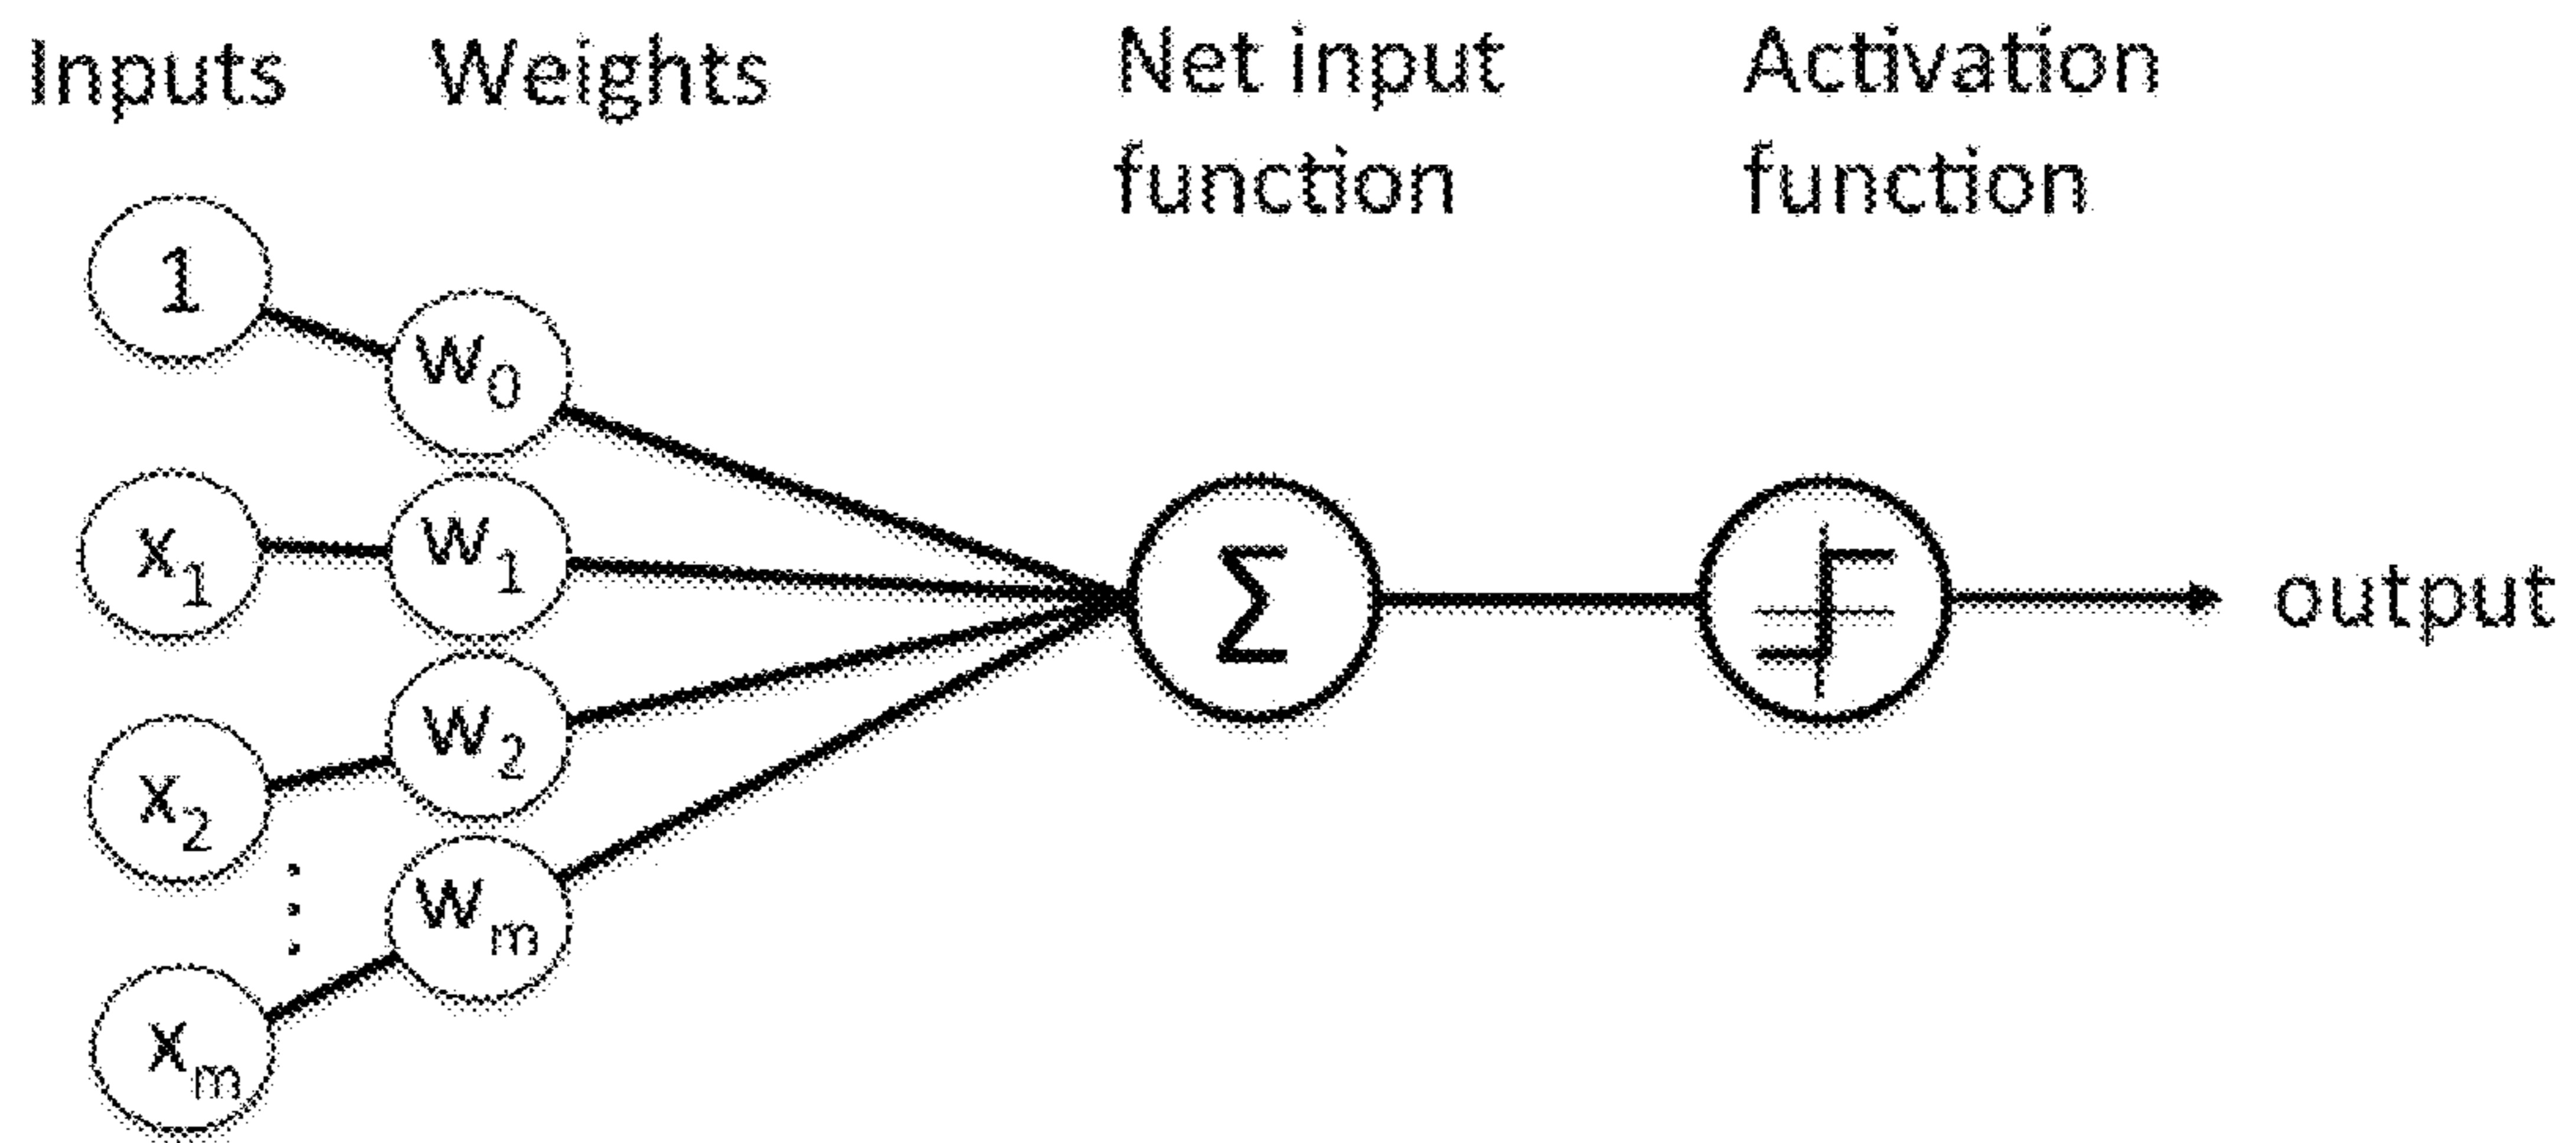 Inputs
Weights
Net input
function
Activation
function
1
w0
x1
w1
x2
w2
xm
wm
Σ
output